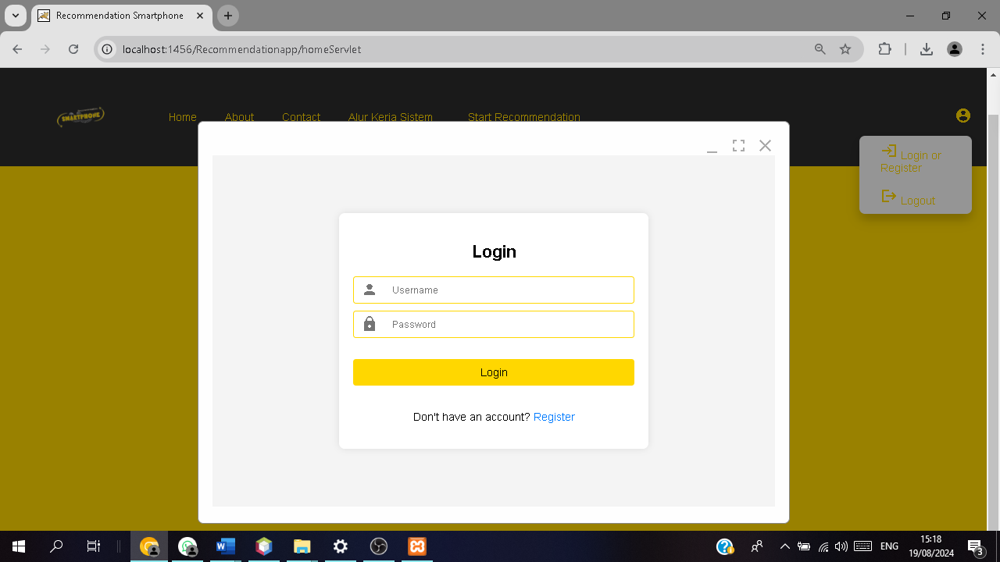 Recommendation Smartphone
localhost:1456/Recommendationapp/homeServlet
SMARTPHONE
Home About Contact Alur Kerja Sistem Start Recommendation
Login or
Register
Logout
Login
Username
Password
Login
Don't have an account? Register
ENG
15:18
19/08/2024
3